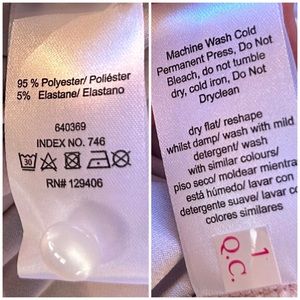 95 % Polyester/ Poliéster
5% Elastane/ Elastano
640369
INDEX NO. 746
RN# 129406
Machine Wash Cold
Permanent Press, Do Not
Bleach, do not tumble
dry, cold iron, Do Not
Dryclean
dry flat/ reshape
whilst damp/ wash with mild
detergent/ wash
with similar colours/
piso seco/ moldear mientras
está húmedo/ lavar con
detergente suave/ lavar con
colores similares
1
Q.C.